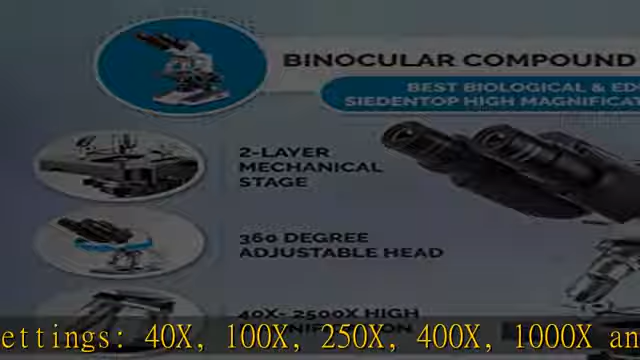 BINOCULAR COMPOUND
BEST BIOLOGICAL & ED
SIEDENTOP HIGH MAGNIFICA
2-LAYER
MECHANICAL
STAGE
360 DEGREE
ADJUSTABLE HEAD
40X- 2500X HIGH
ettings: 40X, 100X, 250X, 400X, 1000X an